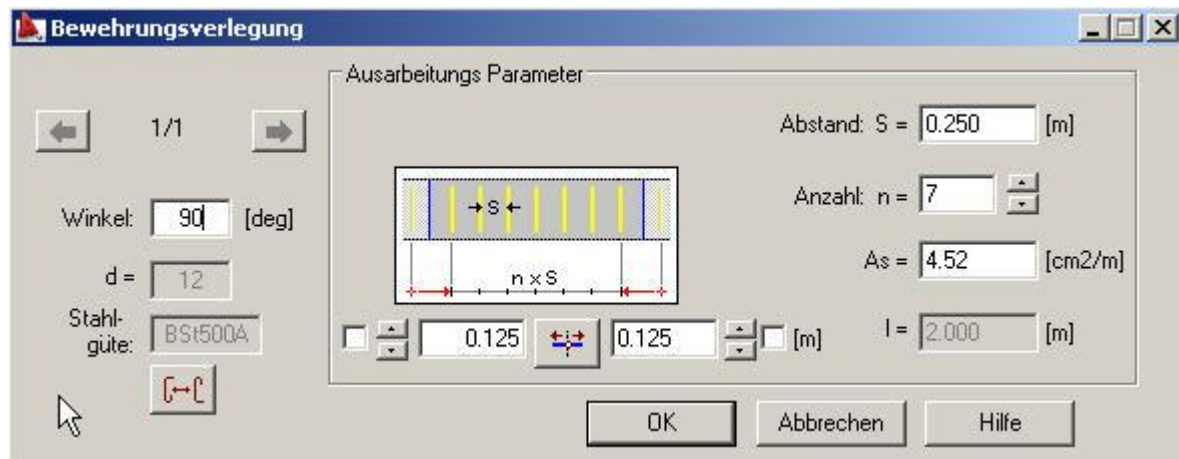 Bewehrungsverlegung
1/1
Winkel: 90 [deg]
d = 12
Stahl-
güte: BSt500A
Ausarbeitungs Parameter
S
n x S
0.125 0.125 [m]
Abstand: S = 0.250 [m]
Anzahl: n = 7
As = 4.52 [cm2/m]
l = 2.000 [m]
OK Abbrechen Hilfe